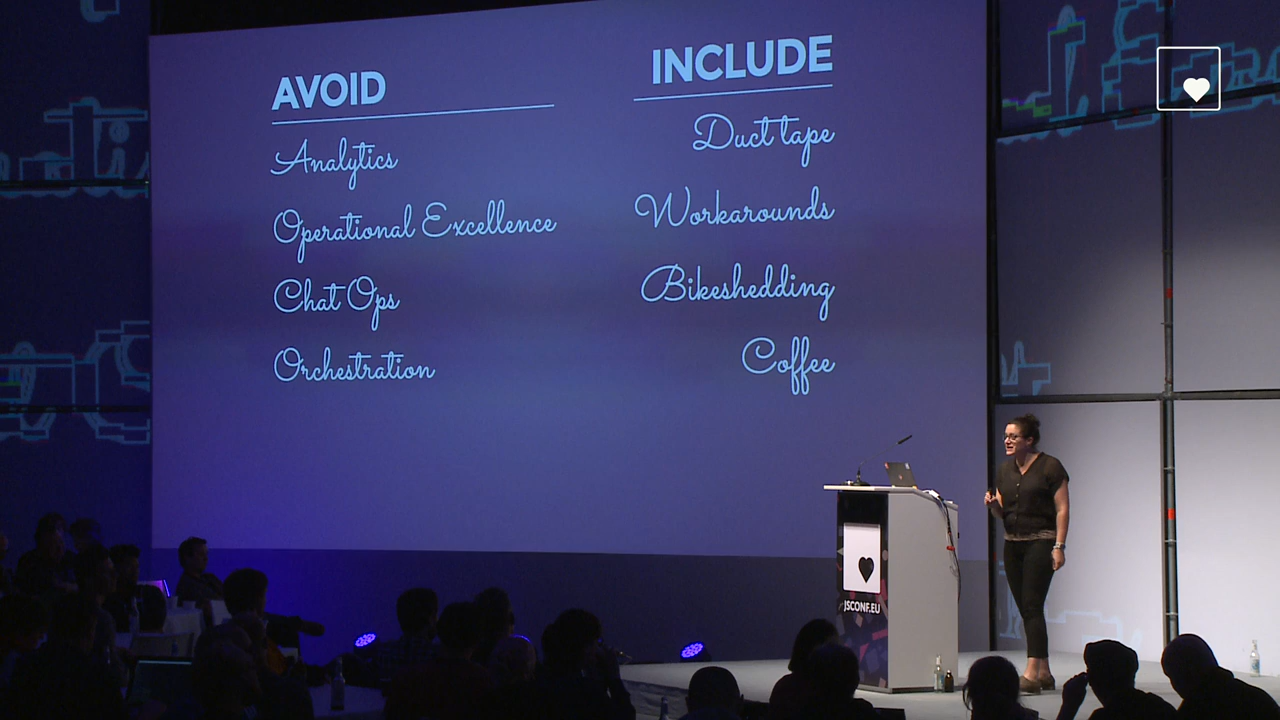 AVOID
Analytics
Operational Excellence
Chat Ops
Orchestration
INCLUDE
Duct tape
Workarounds
Bikeshedding
Coffee
JSCONF.EU